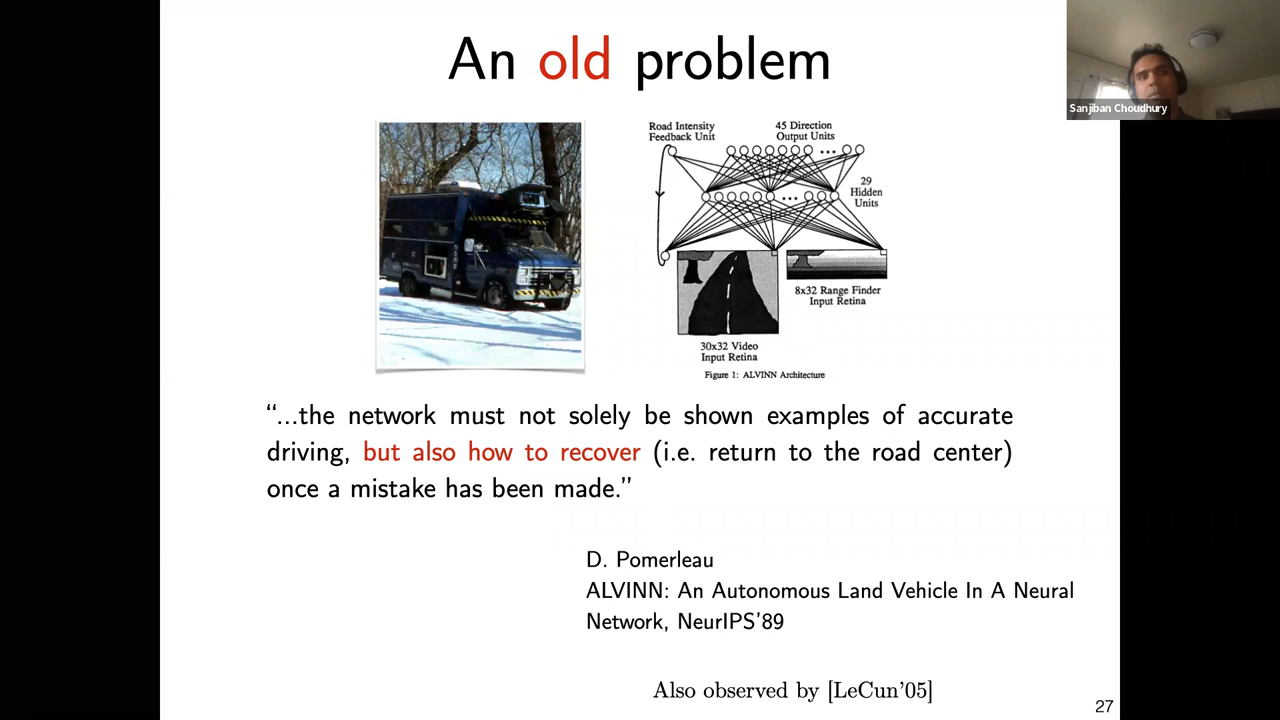 An old problem
Sanjiban Choudhury
Road Intensity
Feedback Unit
45 Direction
Output Units
29
Hidden
Units
8x32 Range Finder
Input Retina
30x32 Video
Input Retina
Figure 1: ALVINN Architecture
“...the network must not solely be shown examples of accurate
driving, but also how to recover (i.e. return to the road center)
once a mistake has been made.”
D. Pomerleau
ALVINN: An Autonomous Land Vehicle In A Neural
Network, NeurIPS'89
Also observed by [LeCun'05]
27